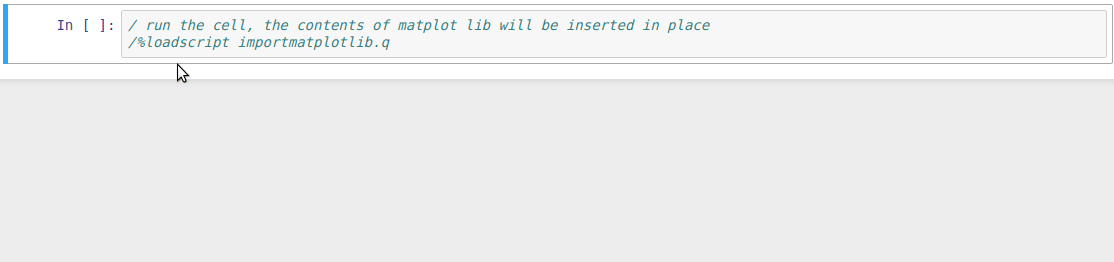 In [ ]: / run the cell, the contents of matplot lib will be inserted in place
/%loadscript importmatplotlib.q